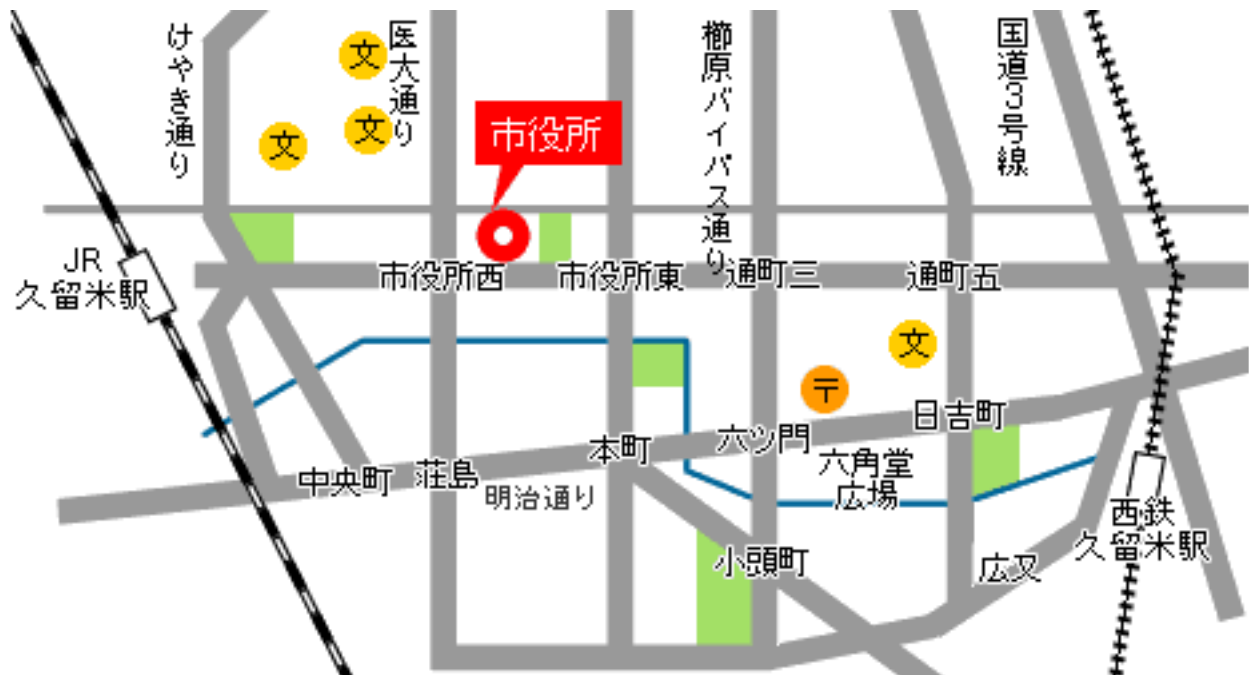 けやき通り
文
医大通り
文
文
櫛原バイパス通り
国道3号線
市役所
JR
久留米駅
市役所西
市役所東
通町三
通町五
文
〒
日吉町
六ツ門
本町
荘島
中央町
明治通り
六角堂
広場
西鉄
久留米駅
小頭町
広又